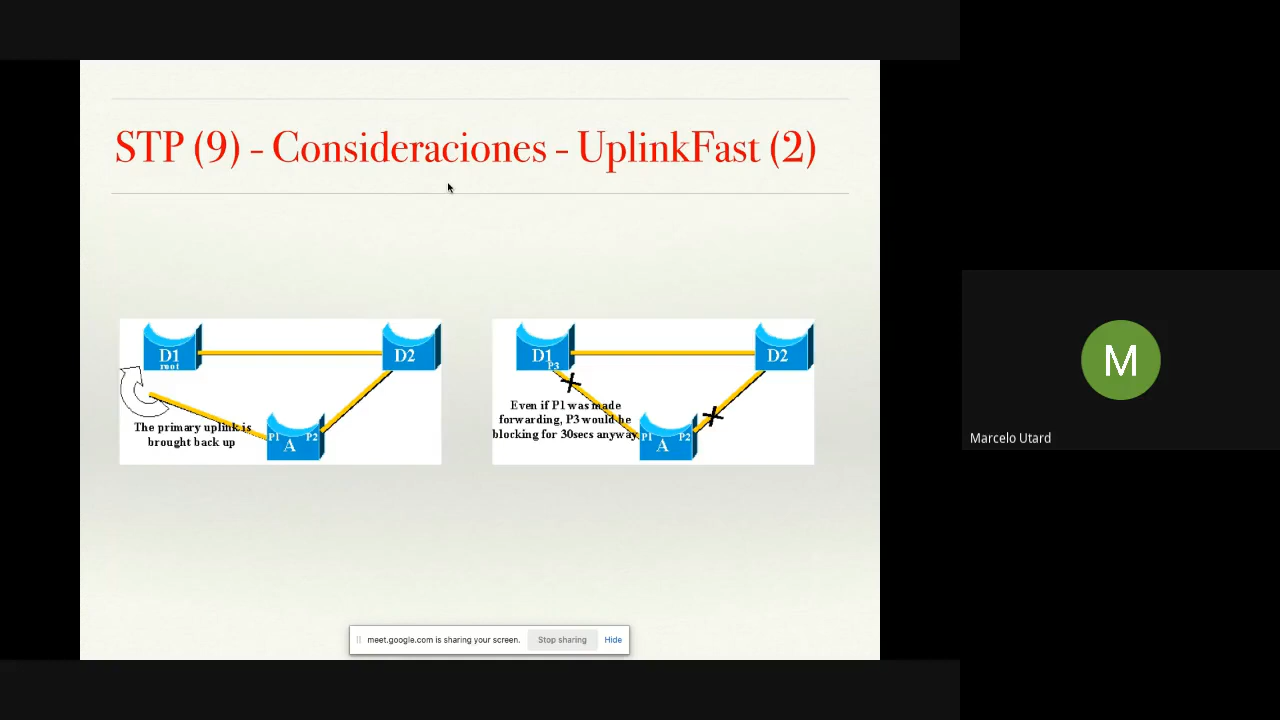 STP (9) - Consideraciones - UplinkFast (2)
D1
root
D2
The primary uplink is
brought back up
P1
P2
A
D1
P3
D2
Even if P1 was made
forwarding, P3 would be
blocking for 30secs anyway
P1
P2
A
meet.google.com is sharing your screen.
Stop sharing
Hide
M
Marcelo Utard